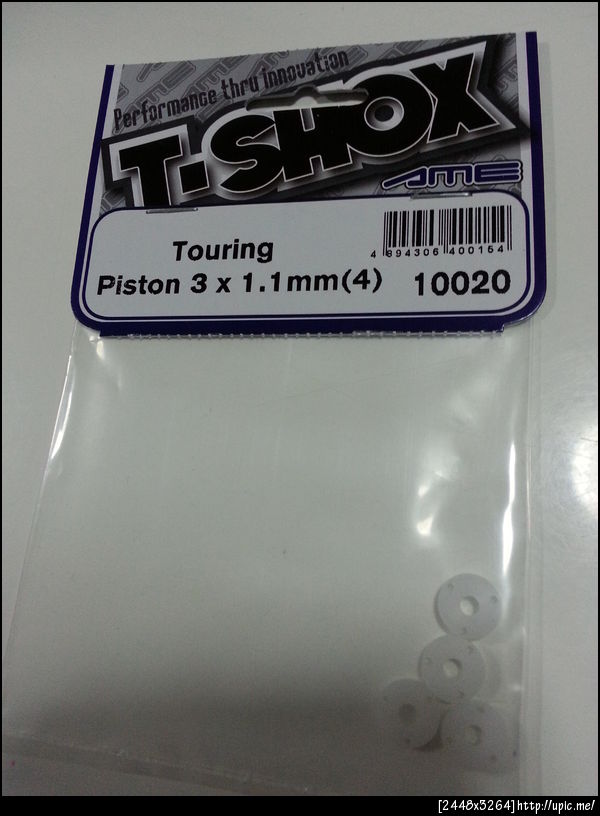 Performance thru innovation
T·SHOX
AME
Touring
4 894306 400154
Piston 3 x 1.1mm(4) 10020
[2448x3264]http://upic.me/